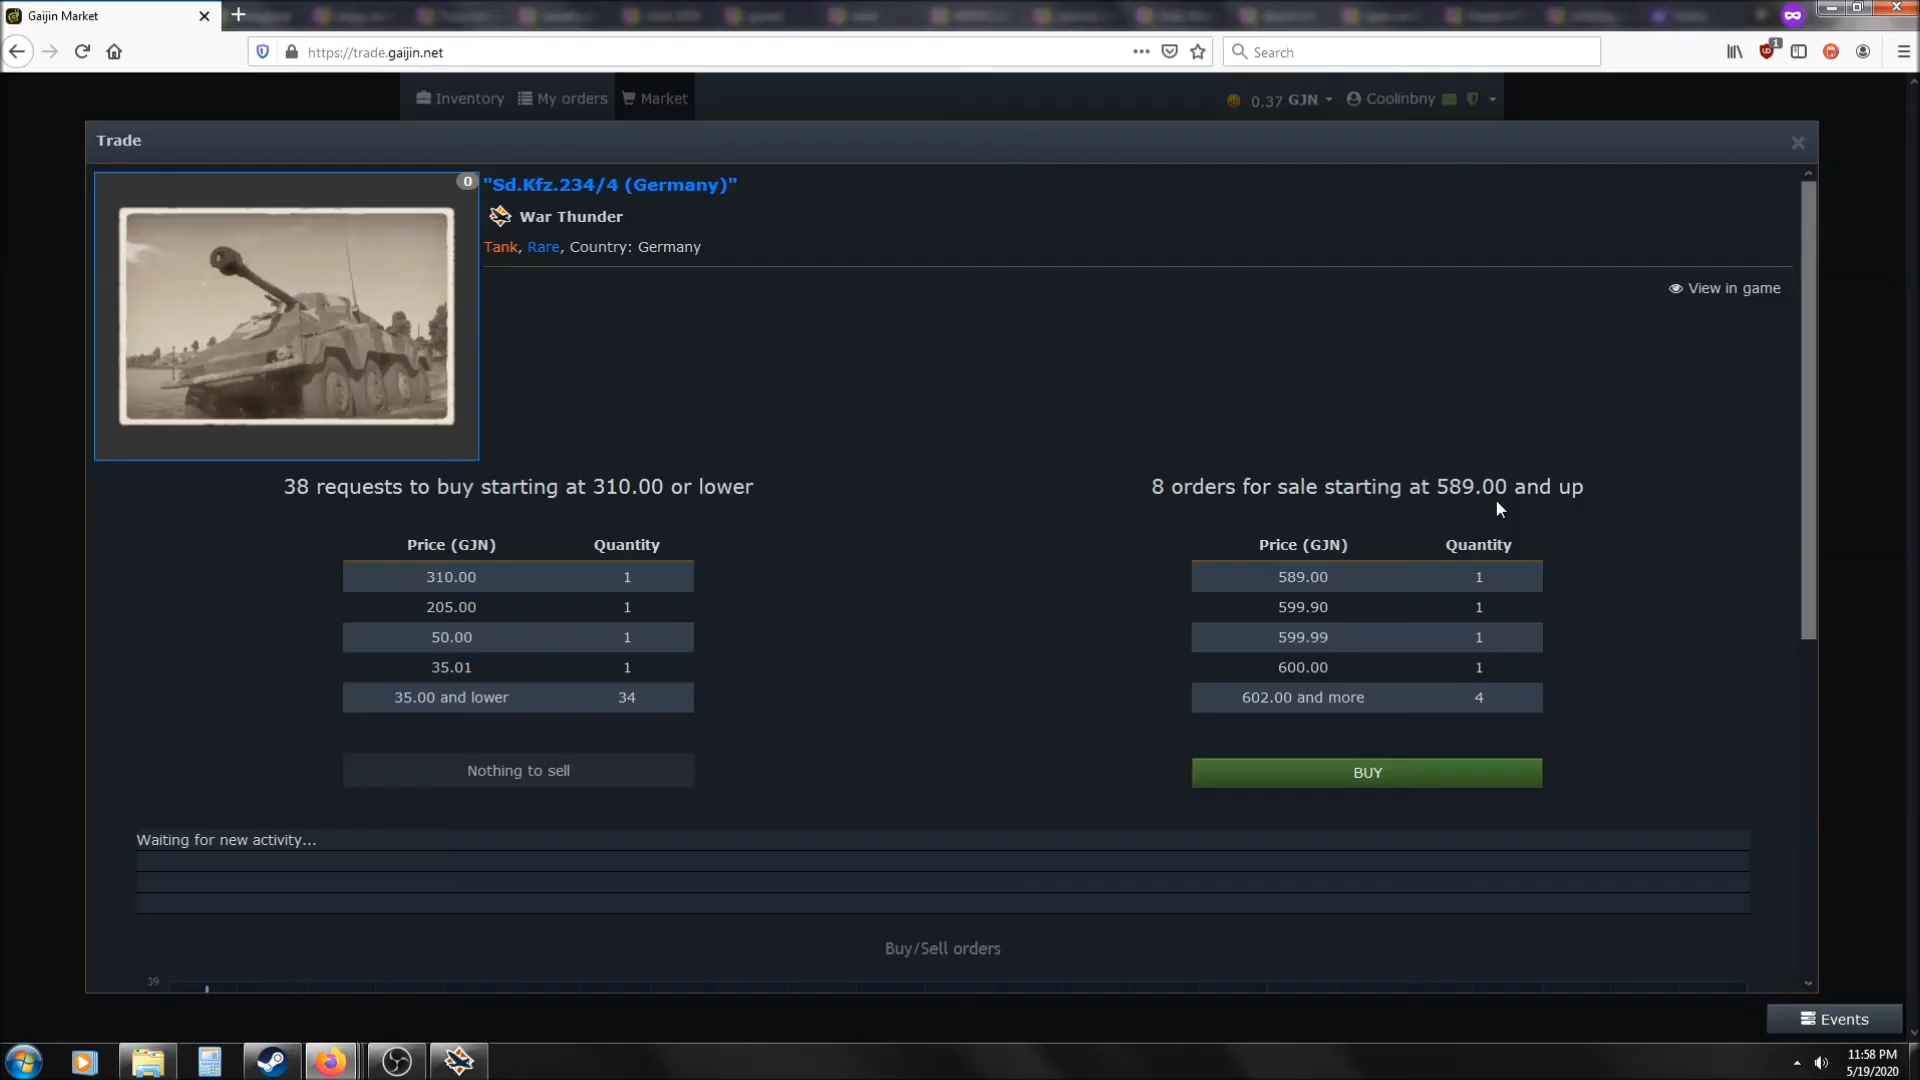 Gaijin Market
https://trade.gaijin.net
Search
1
Inventory
My orders
Market
0.37 GJN
Coolinbny
Trade
0
"Sd.Kfz.234/4 (Germany)"
War Thunder
Tank, Rare, Country: Germany
View in game
38 requests to buy starting at 310.00 or lower
Price (GJN) Quantity
310.00 1
205.00 1
50.00 1
35.01 1
35.00 and lower 34
Nothing to sell
8 orders for sale starting at 589.00 and up
Price (GJN) Quantity
589.00 1
599.90 1
599.99 1
600.00 1
602.00 and more 4
BUY
Waiting for new activity...
Buy/Sell orders
39
Events
11:58 PM
5/19/2020